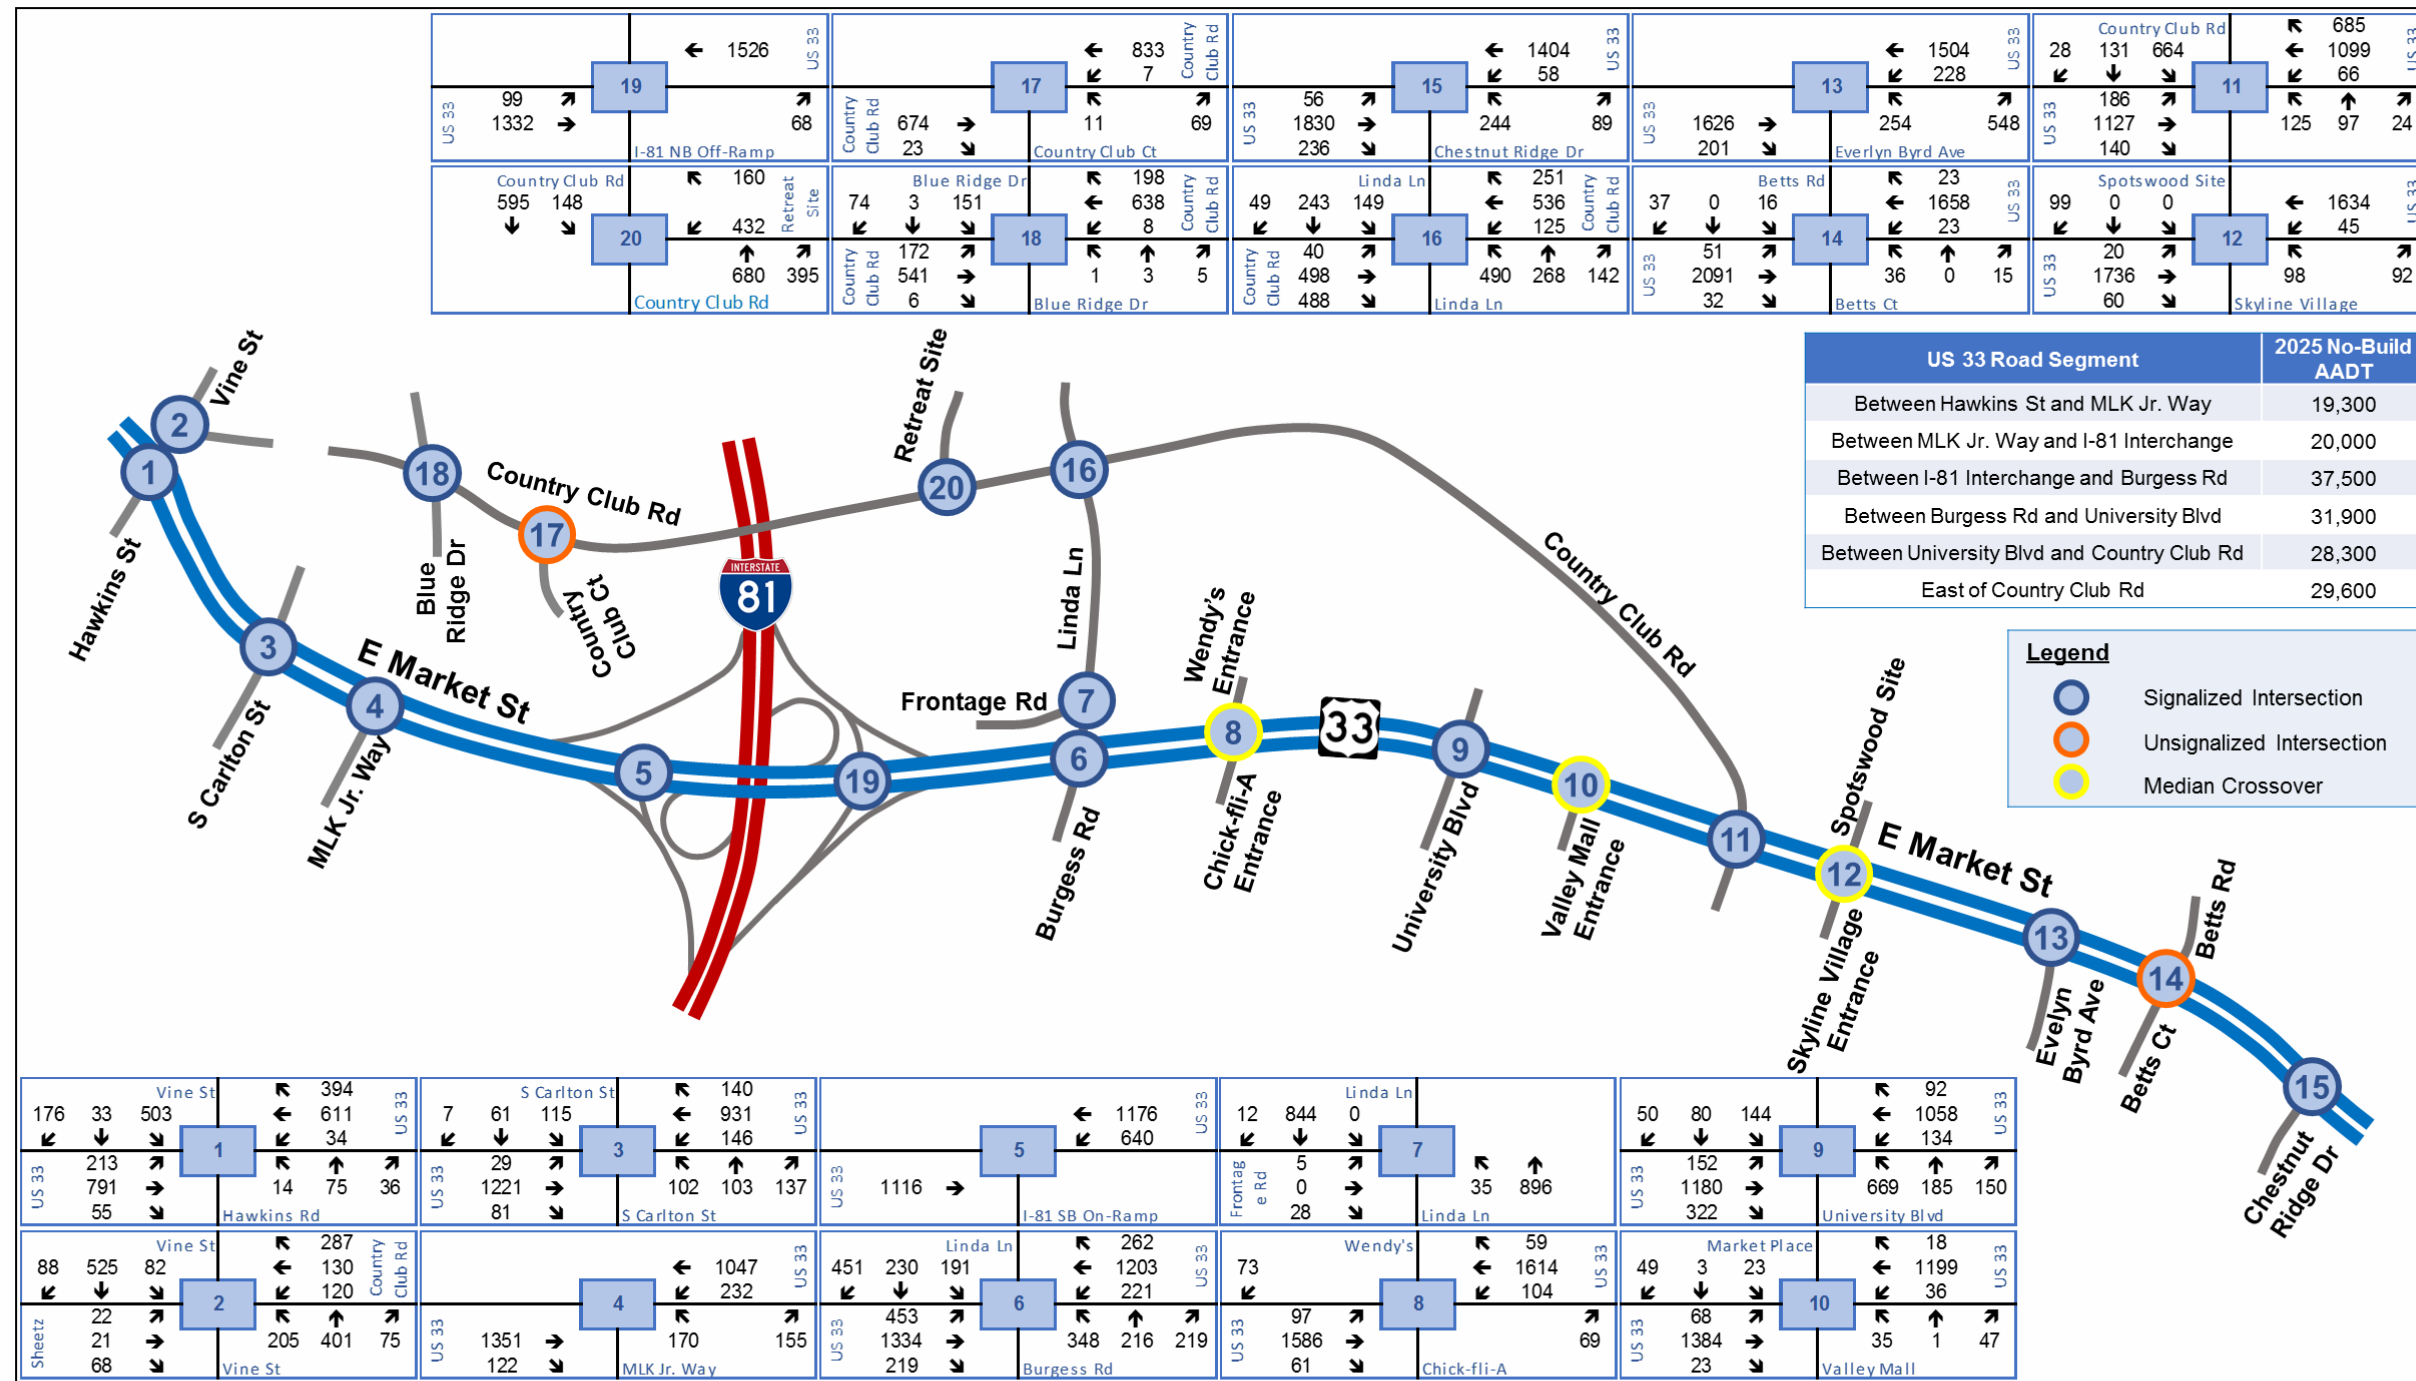 1526
US 33
19
99
1332
US 33
68
I-81 NB Off-Ramp
833
7
Country
Club Rd
17
Country
Club Rd
674
23
11
69
Country Club Ct
1404
58
US 33
15
US 33
56
1830
236
244
89
Chestnut Ridge Dr
1504
228
US 33
13
US 33
1626
201
254
548
Everlyn Byrd Ave
Country Club Rd
28 131 664
685
1099
66
US 33
11
US 33
186
1127
140
125 97 24
Country Club Rd
595 148
160
432
Retreat
Site
20
680 395
Country Club Rd
Blue Ridge Dr
74 3 151
198
638
8
Country
Club Rd
18
Country
Club Rd
172
541
6
1 3 5
Blue Ridge Dr
Linda Ln
49 243 149
251
536
125
Country
Club Rd
16
Country
Club Rd
40
498
488
490 268 142
Linda Ln
Betts Rd
37 0 16
23
1658
23
US 33
14
US 33
51
2091
32
36 0 15
Betts Ct
Spotswood Site
99 0 0
1634
45
US 33
12
US 33
20
1736
60
98 92
Skyline Village
US 33 Road Segment 2025 No-Build
AADT
Between Hawkins St and MLK Jr. Way 19,300
Between MLK Jr. Way and I-81 Interchange 20,000
Between I-81 Interchange and Burgess Rd 37,500
Between Burgess Rd and University Blvd 31,900
Between University Blvd and Country Club Rd 28,300
East of Country Club Rd 29,600
Legend
Signalized Intersection
Unsignalized Intersection
Median Crossover
Vine St
2
1
Hawkins St
18
Country Club Rd
Blue
Ridge Dr
17
Country
Club Ct
3
S Carlton St
E Market St
4
MLK Jr. Way
5
INTERSTATE
81
19
Retreat Site
20
16
Linda Ln
Frontage Rd
7
6
Burgess Rd
Wendy's
Entrance
8
Chick-fli-A
Entrance
33
9
University Blvd
10
Valley Mall
Entrance
Country Club Rd
11
Spotswood Site
12
Skyline Village
Entrance
E Market St
13
Evelyn
Byrd Ave
Betts Rd
14
Betts Ct
15
Chestnut
Ridge Dr
Vine St
176 33 503
394
611
34
US 33
1
US 33
213
791
55
14 75 36
Hawkins Rd
S Carlton St
7 61 115
140
931
146
US 33
3
US 33
29
1221
81
102 103 137
S Carlton St
1176
640
5
US 33
1116
I-81 SB On-Ramp
Linda Ln
12 844 0
7
Frontag
e Rd
5
0
28
35 896
Linda Ln
50 80 144
92
1058
134
US 33
9
US 33
152
1180
322
669 185 150
University Blvd
Vine St
88 525 82
287
130
120
Country
Club Rd
2
Sheetz
22
21
68
205 401 75
Vine St
1047
232
US 33
4
US 33
1351
122
170 155
MLK Jr. Way
Linda Ln
451 230 191
262
1203
221
US 33
6
US 33
453
1334
219
348 216 219
Burgess Rd
Wendy's
73
59
1614
104
US 33
8
US 33
97
1586
61
69
Chick-fli-A
Market Place
49 3 23
18
1199
36
US 33
10
US 33
68
1384
23
35 1 47
Valley Mall